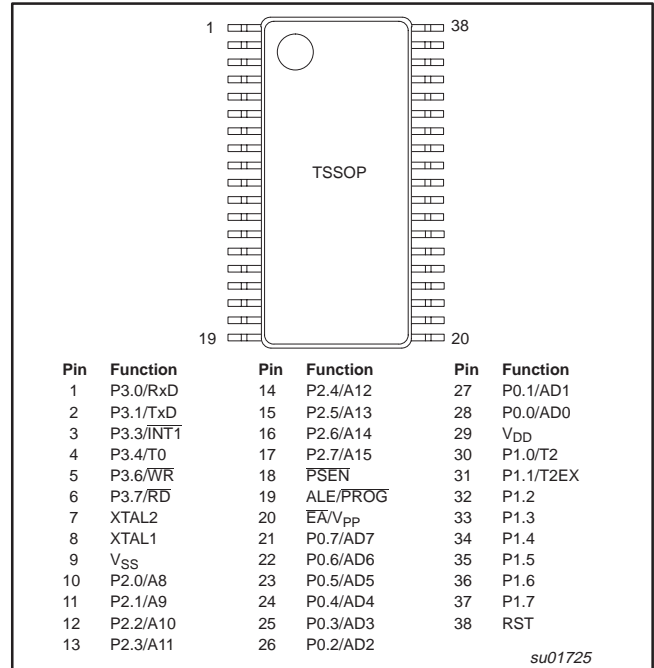 1
38
TSSOP
19
20
Pin Function Pin Function Pin Function
1 P3.0/RxD 14 P2.4/A12 27 P0.1/AD1
2 P3.1/TxD 15 P2.5/A13 28 P0.0/AD0
3 P3.3/INT1 16 P2.6/A14 29 VDD
4 P3.4/T0 17 P2.7/A15 30 P1.0/T2
5 P3.6/WR 18 PSEN 31 P1.1/T2EX
6 P3.7/RD 19 ALE/PROG 32 P1.2
7 XTAL2 20 EA/VPP 33 P1.3
8 XTAL1 21 P0.7/AD7 34 P1.4
9 VSS 22 P0.6/AD6 35 P1.5
10 P2.0/A8 23 P0.5/AD5 36 P1.6
11 P2.1/A9 24 P0.4/AD4 37 P1.7
12 P2.2/A10 25 P0.3/AD3 38 RST
13 P2.3/A11 26 P0.2/AD2
su01725